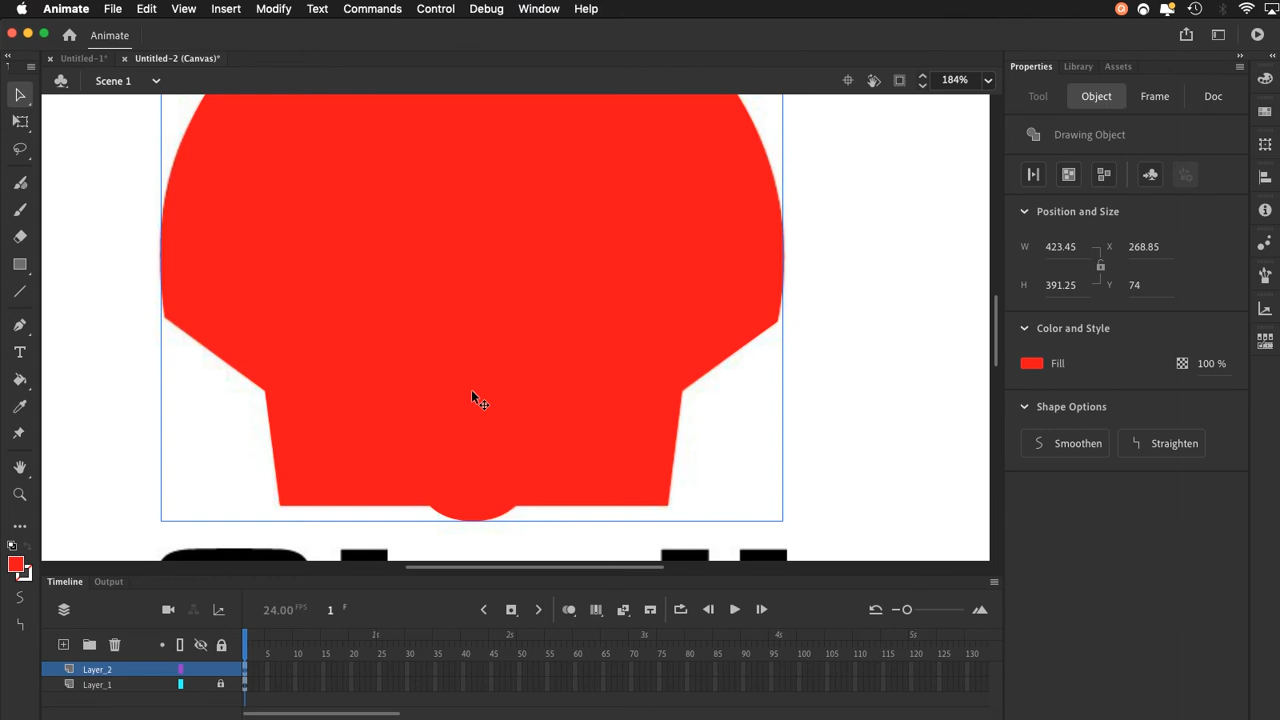 Animate File Edit View Insert Modify Text Commands Control Debug Window Help
Animate
Untitled-1* Untitled-2 (Canvas)*
Properties Library Assets
Scene 1 184%
Tool Object Frame Doc
Drawing Object
Position and Size
W 423.45 X 268.85
H 391.25 Y 74
Color and Style
Fill 100 %
Shape Options
Smoothen Straighten
Timeline Output
24.00 FPS 1 F
1s 2s 3s 4s 5s
5 10 15 20 25 30 35 40 45 50 55 60 65 70 75 80 85 90 95 100 105 110 115 120 125 130
Layer_2
Layer_1